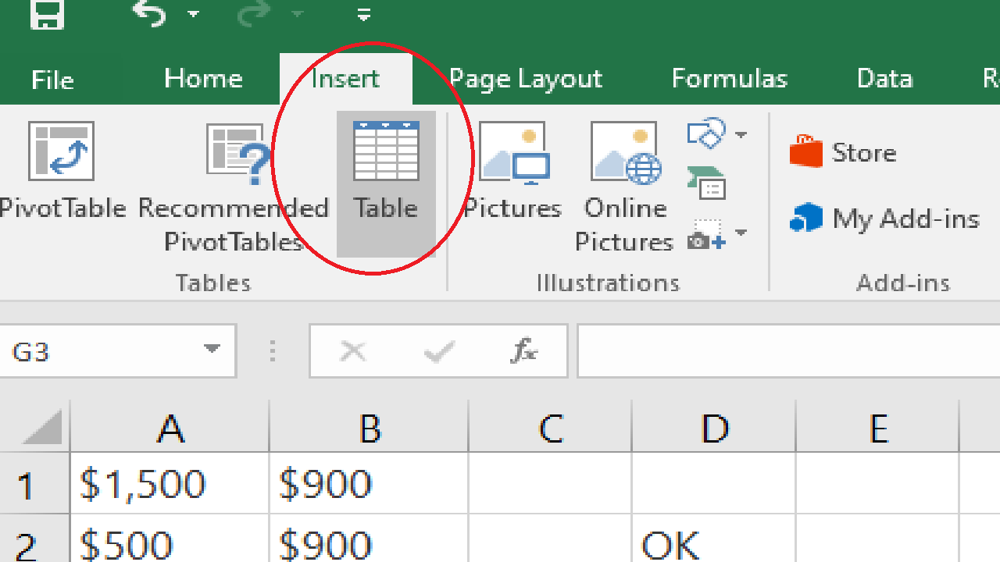 File Home Insert Page Layout Formulas Data
PivotTable Recommended PivotTables Table Pictures Online Pictures
Store
My Add-ins
Tables Illustrations Add-ins
G3 fx
A B C D E
1 $1,500 $900
2 $500 $900 OK